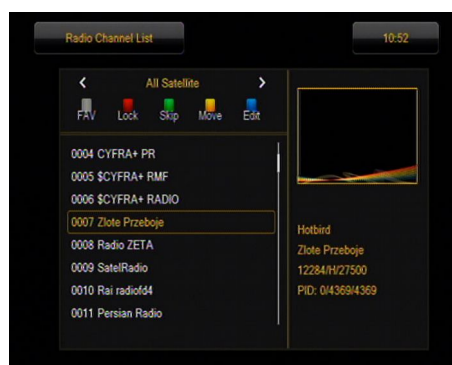 Radio Channel List
10:52
All Satellite
FAV Lock Skip Move Edit
0004 CYFRA+ PR
0005 $CYFRA+ RMF
0006 $CYFRA+ RADIO
0007 Zlote Przeboje
0008 Radio ZETA
0009 SatelRadio
0010 Rai radiofd4
0011 Persian Radio
Hotbird
Zlote Przeboje
12284/H/27500
PID: 0/4369/4369